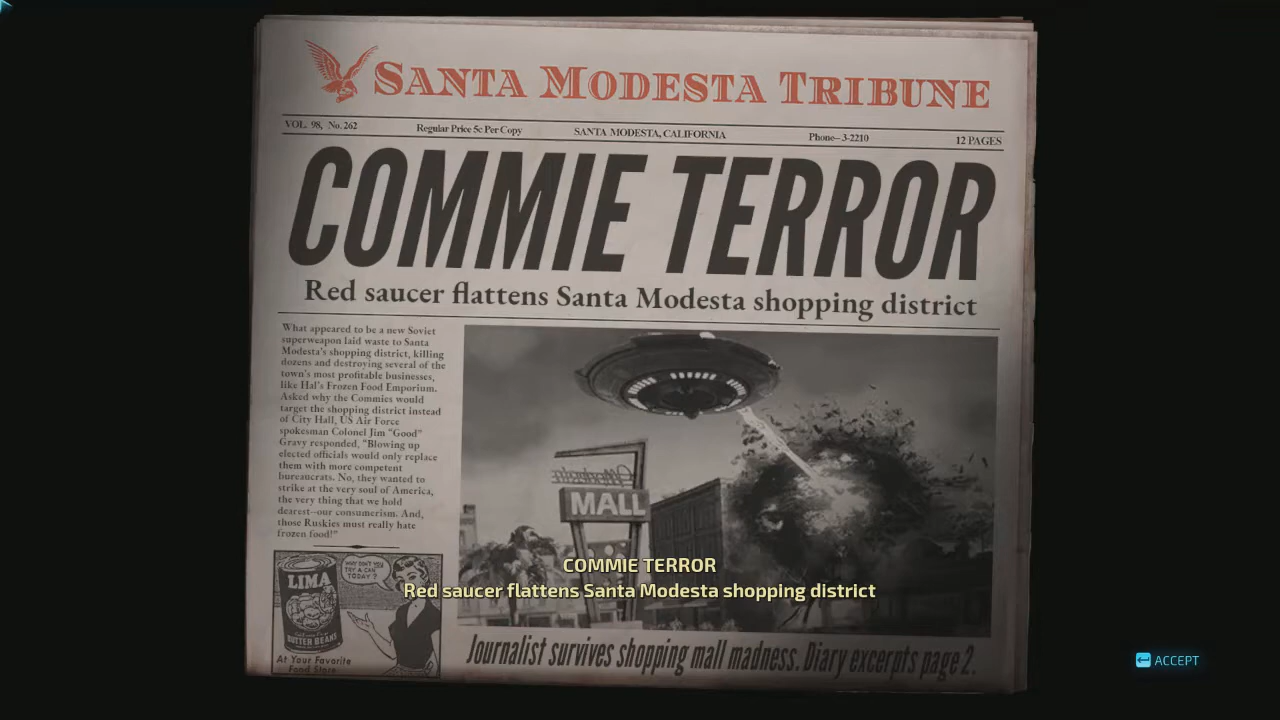 SANTA MODESTA TRIBUNE
VOL. 98, No. 262 Regular Price 5c Per Copy SANTA MODESTA, CALIFORNIA Phone—3-2210 12 PAGES
COMMIE TERROR
Red saucer flattens Santa Modesta shopping district
What appeared to be a new Soviet
superweapon laid waste to Santa
Modesta's shopping district, killing
dozens and destroying several of the
town's most profitable businesses,
like Hal's Frozen Food Emporium.
Asked why the Commies would
target the shopping district instead
of City Hall, US Air Force
spokesman Colonel Jim "Good"
Gravy responded, "Blowing up
elected officials would only replace
them with more competent
bureaucrats. No, they wanted to
strike at the very soul of America,
the very thing that we hold
dearest—our consumerism. And,
those Ruskies must really hate
frozen food!"
MALL
WHY DON'T YOU
TRY A CAN
TODAY?
LIMA
BUTTER BEANS
At Your Favorite
Food Store
COMMIE TERROR
Red saucer flattens Santa Modesta shopping district
Journalist survives shopping mall madness. Diary excerpts page 2.
ACCEPT